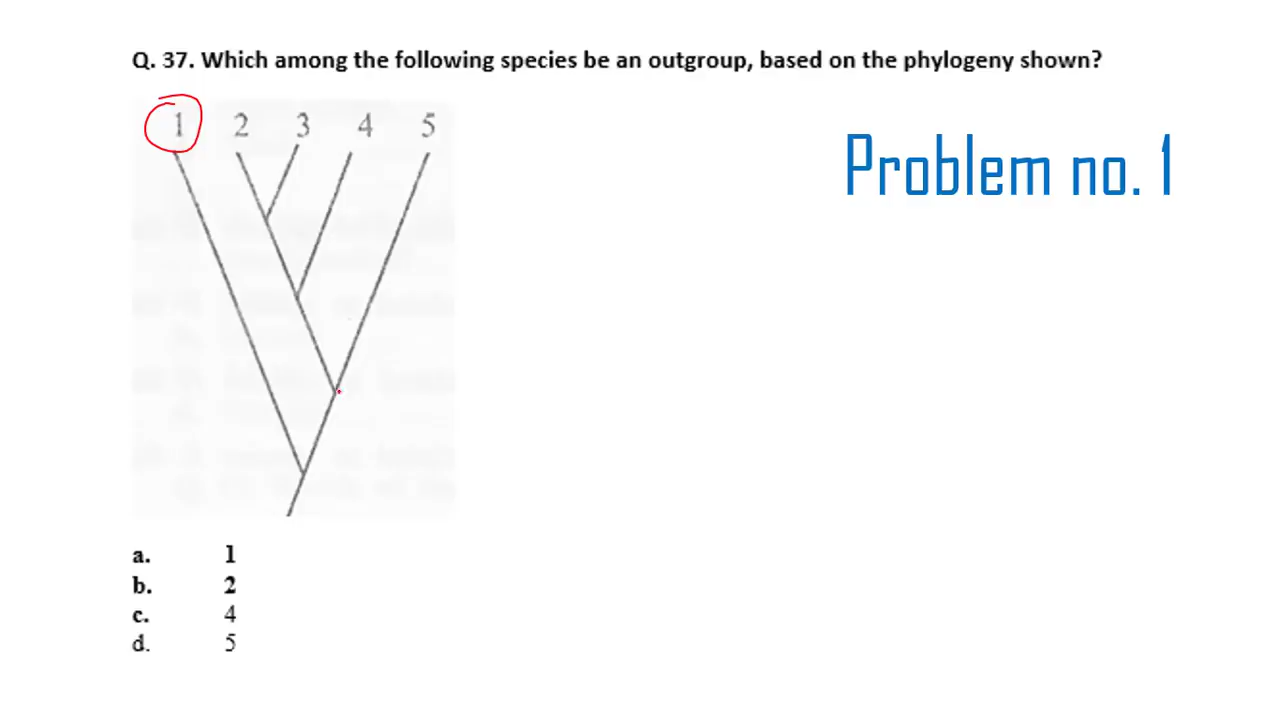 Q. 37. Which among the following species be an outgroup, based on the phylogeny shown?
1 2 3 4 5
Problem no. 1
a. 1
b. 2
c. 4
d. 5